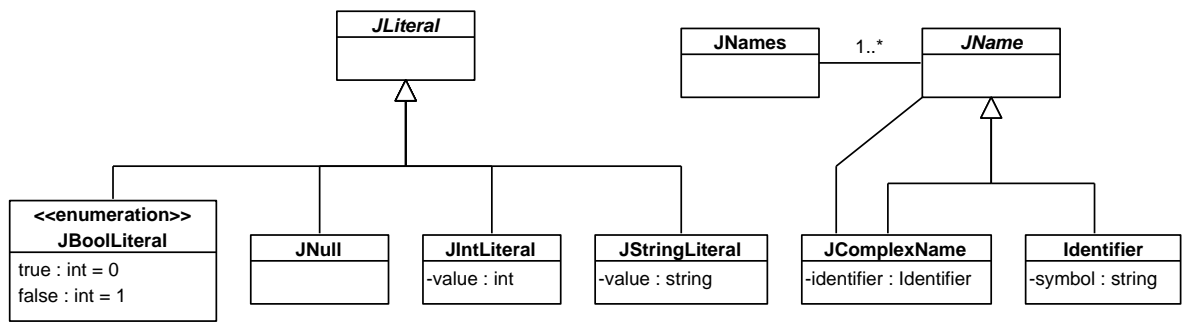 JLiteral
JNames
1..*
JName
<<enumeration>>
JBoolLiteral
true : int = 0
false : int = 1
JNull
JIntLiteral
-value : int
JStringLiteral
-value : string
JComplexName
-identifier : Identifier
Identifier
-symbol : string